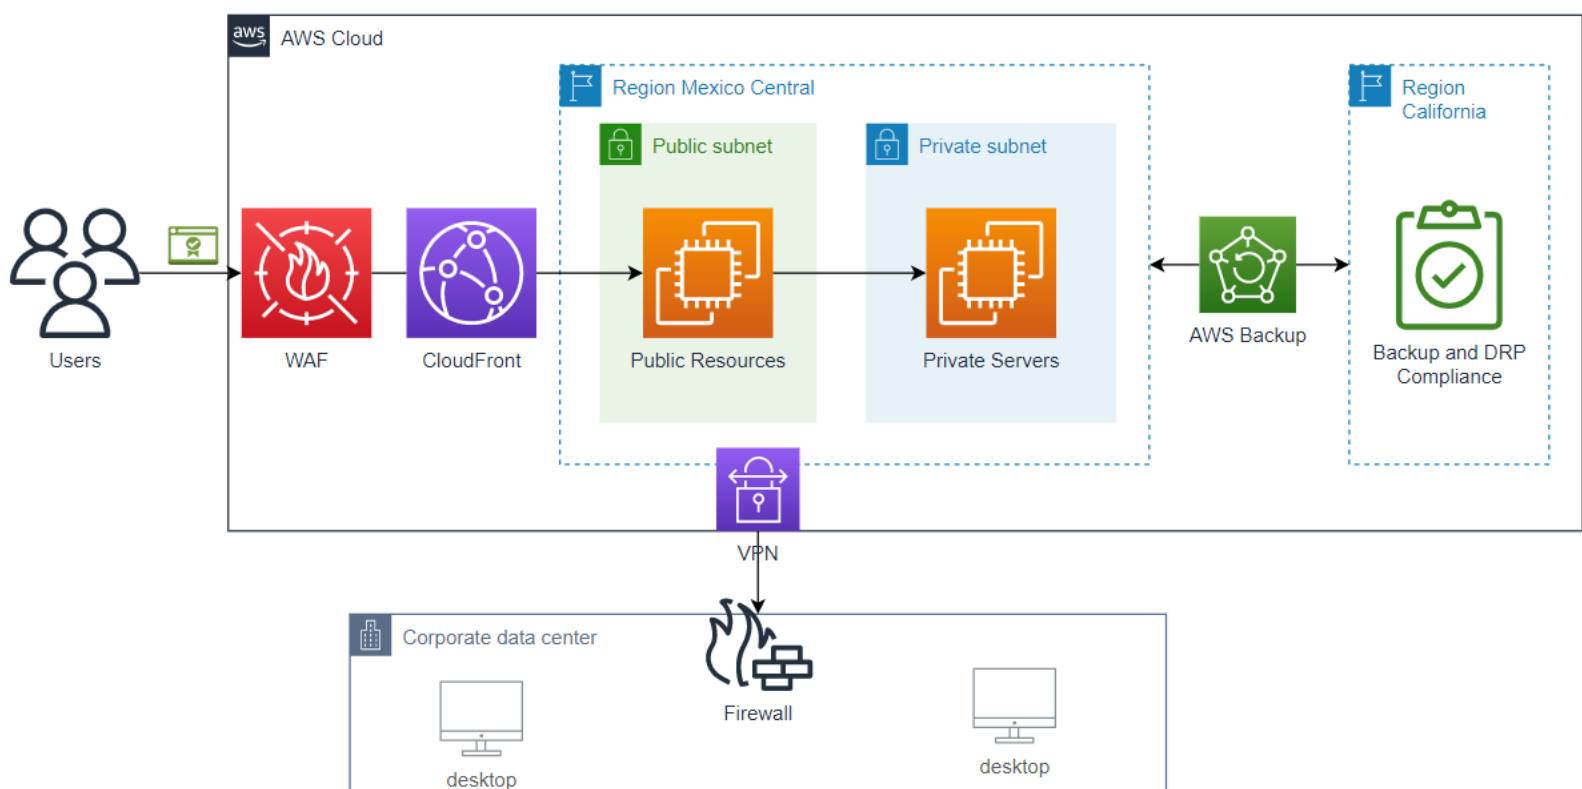 aws
AWS Cloud
Region Mexico Central
Region
California
Public subnet
Private subnet
Users
WAF
CloudFront
Public Resources
Private Servers
AWS Backup
Backup and DRP
Compliance
VPN
Corporate data center
Firewall
desktop
desktop